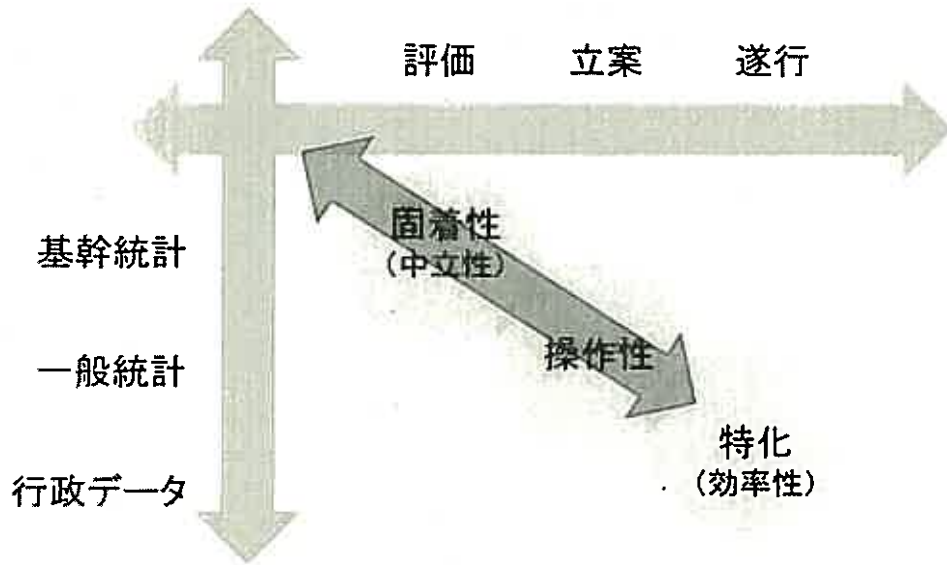 評価 立案 遂行
基幹統計
固着性
(中立性)
一般統計
操作性
特化
(効率性)
行政データ